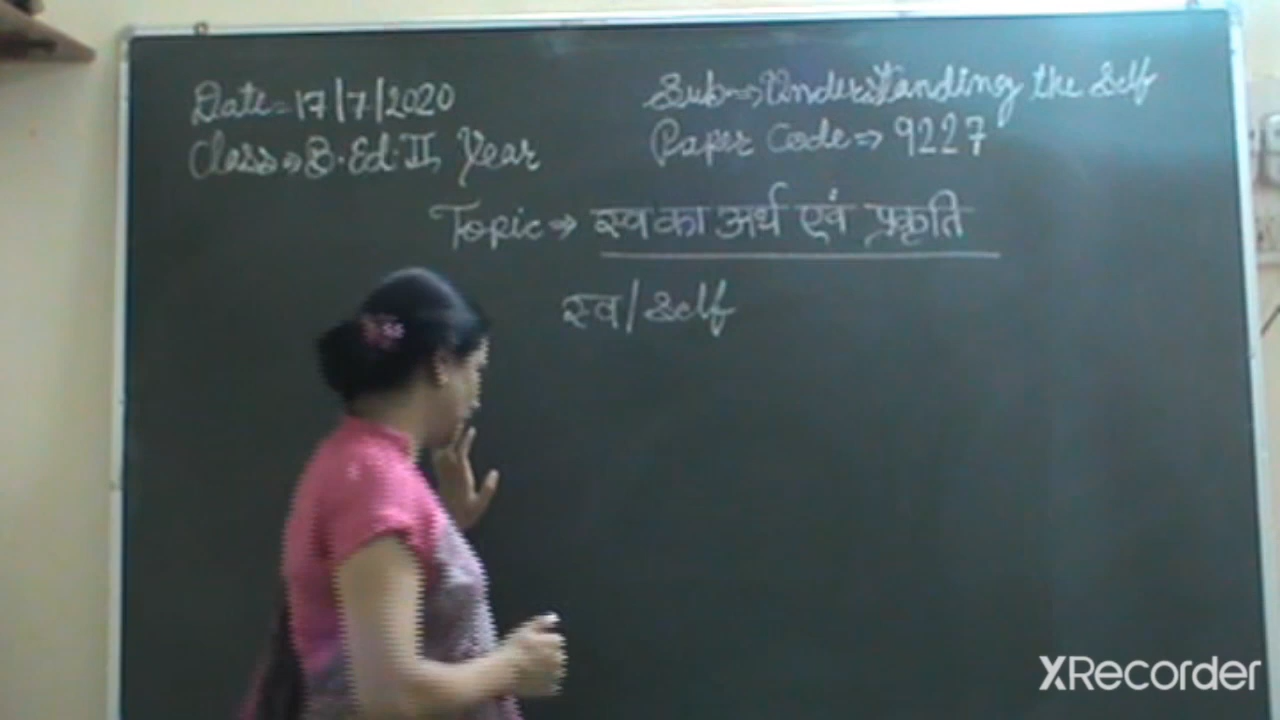 Date = 17/7/2020
Sub → Understanding the Self
Class → B.Ed. II Year
Paper Code ⇒ 9227
Topic ⇒ स्व का अर्थ एवं प्रकृति
स्व / Self
XRecorder